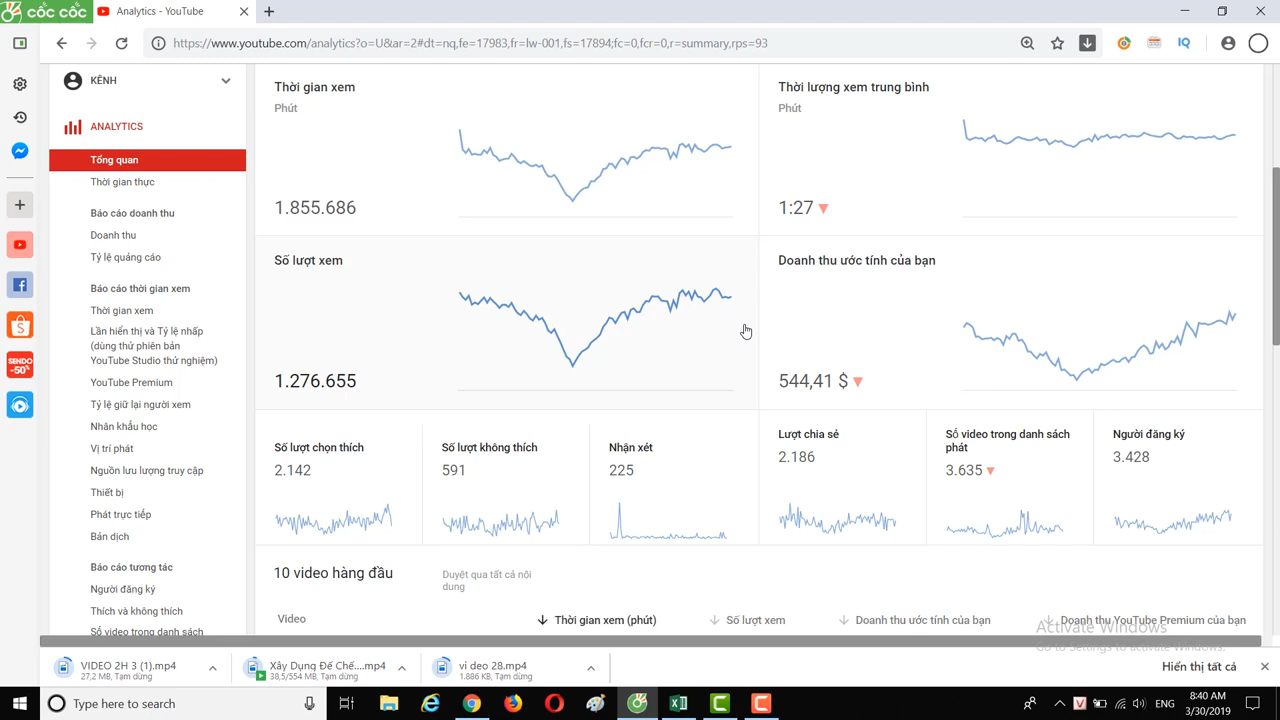 CỐC CỐC
Analytics - YouTube
https://www.youtube.com/analytics?o=U&ar=2#dt=nq,fe=17983,fr=lw-001,fs=17894;fc=0,fcr=0,r=summary,rps=93
KÊNH
ANALYTICS
Tổng quan
Thời gian thực
Báo cáo doanh thu
Doanh thu
Tỷ lệ quảng cáo
Báo cáo thời gian xem
Thời gian xem
Lần hiển thị và Tỷ lệ nhấp
(dùng thử phiên bản
YouTube Studio thử nghiệm)
YouTube Premium
Tỷ lệ giữ lại người xem
Nhân khẩu học
Vị trí phát
Nguồn lưu lượng truy cập
Thiết bị
Phát trực tiếp
Bản dịch
Báo cáo tương tác
Người đăng ký
Thích và không thích
Số video trong danh sách
SENDO
-50%
Thời gian xem
Phút
1.855.686
Thời lượng xem trung bình
Phút
1:27
Số lượt xem
1.276.655
Doanh thu ước tính của bạn
544,41 $
Số lượt chọn thích
2.142
Số lượt không thích
591
Nhận xét
225
Lượt chia sẻ
2.186
Số video trong danh sách
phát
3.635
Người đăng ký
3.428
10 video hàng đầu
Duyệt qua tất cả nội
dung
Video
Thời gian xem (phút)
Số lượt xem
Doanh thu ước tính của bạn
Doanh thu YouTube Premium của bạn
Activate Windows
Go to Settings to activate Windows.
VIDEO 2H 3 (1).mp4
27,2 MB, Tạm dừng
Xây Dụng Đế Chế....mp4
38,5/554 MB, Tạm dừng
vi deo 28.mp4
1.886 KB, Tạm dừng
Hiển thị tất cả
Type here to search
ENG
8:40 AM
3/30/2019